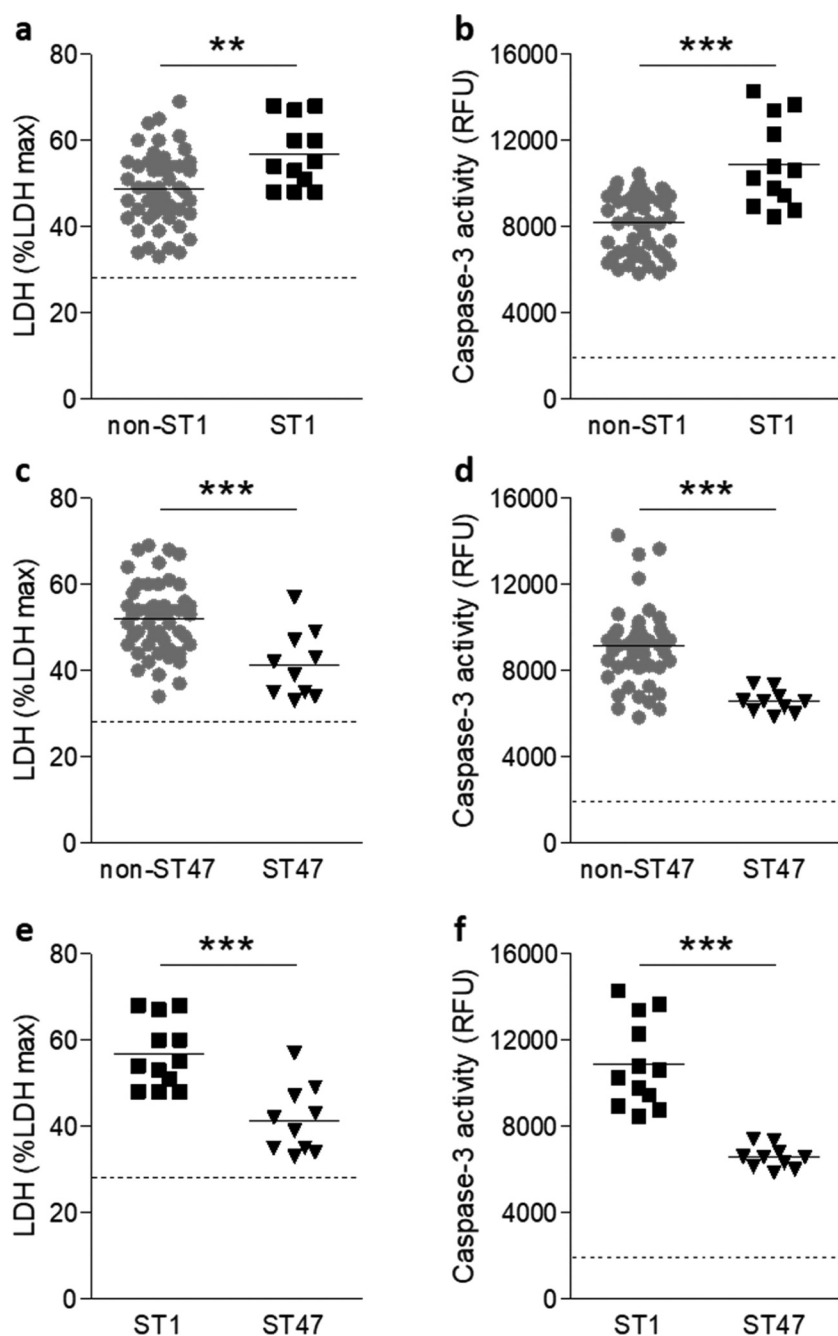 a
**
80
60
40
20
0
LDH (%LDH max)
non-ST1 ST1
b
***
16000
12000
8000
4000
0
Caspase-3 activity (RFU)
non-ST1 ST1
c
***
80
60
40
20
0
LDH (%LDH max)
non-ST47 ST47
d
***
16000
12000
8000
4000
0
Caspase-3 activity (RFU)
non-ST47 ST47
e
***
80
60
40
20
0
LDH (%LDH max)
ST1 ST47
f
***
16000
12000
8000
4000
0
Caspase-3 activity (RFU)
ST1 ST47